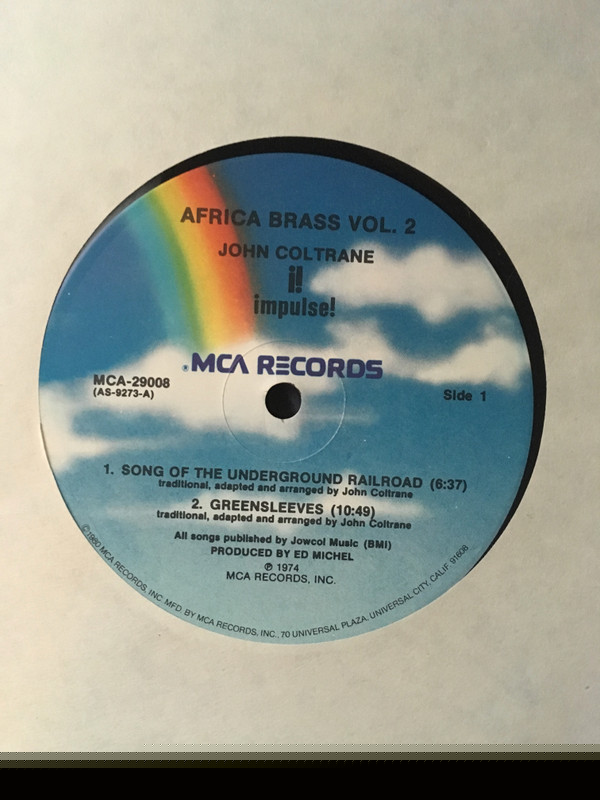 AFRICA BRASS VOL. 2
JOHN COLTRANE
i!
impulse!
® MCA RECORDS
MCA-29008
(AS-9273-A)
Side 1
1. SONG OF THE UNDERGROUND RAILROAD (6:37)
traditional, adapted and arranged by John Coltrane
2. GREENSLEEVES (10:49)
traditional, adapted and arranged by John Coltrane
All songs published by Jowcol Music (BMI)
PRODUCED BY ED MICHEL
℗ 1974
MCA RECORDS, INC.
©1980 MCA RECORDS, INC. MFD. BY MCA RECORDS, INC., 70 UNIVERSAL PLAZA, UNIVERSAL CITY, CALIF. 91608